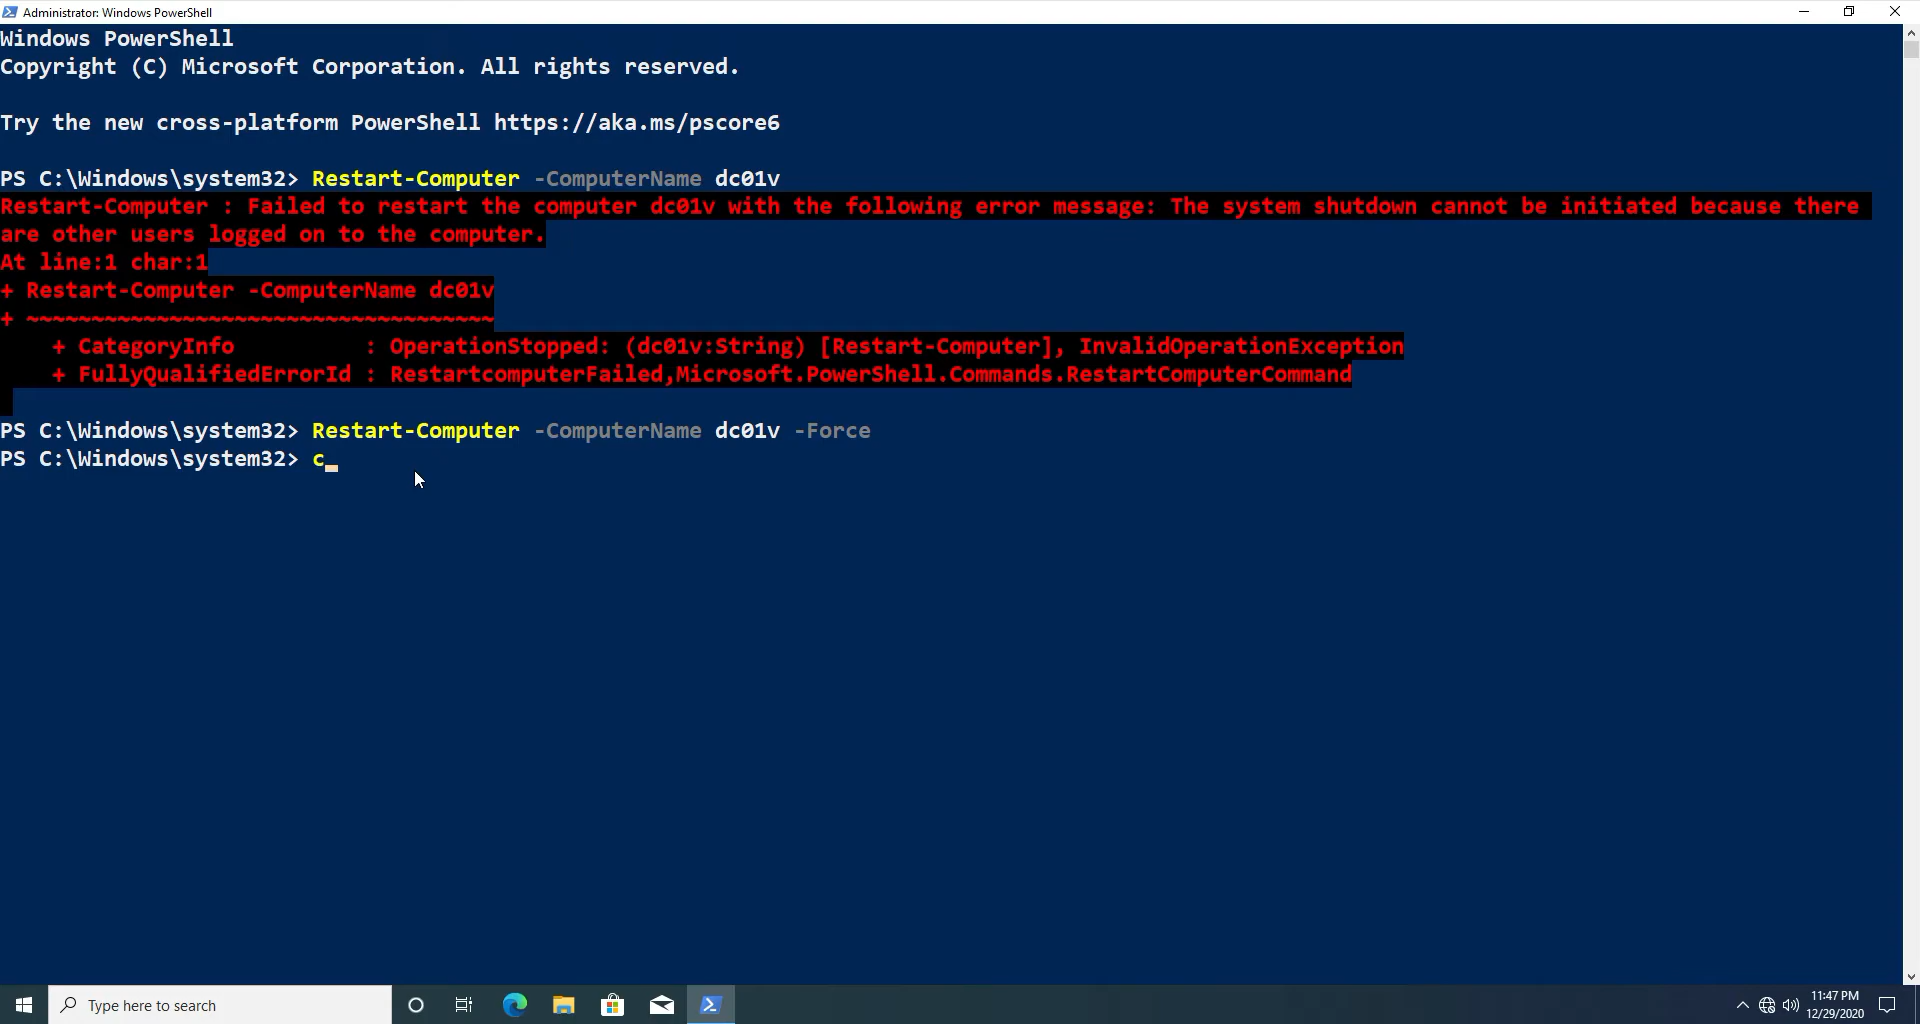 Administrator: Windows PowerShell
Windows PowerShell
Copyright (C) Microsoft Corporation. All rights reserved.
Try the new cross-platform PowerShell https://aka.ms/pscore6
PS C:\Windows\system32> Restart-Computer -ComputerName dc01v
Restart-Computer : Failed to restart the computer dc01v with the following error message: The system shutdown cannot be initiated because there
are other users logged on to the computer.
At line:1 char:1
+ Restart-Computer -ComputerName dc01v
+ ~~~~~~~~~~~~~~~~~~~~~~~~~~~~~~~~~~~~
+ CategoryInfo          : OperationStopped: (dc01v:String) [Restart-Computer], InvalidOperationException
+ FullyQualifiedErrorId : RestartcomputerFailed,Microsoft.PowerShell.Commands.RestartComputerCommand
PS C:\Windows\system32> Restart-Computer -ComputerName dc01v -Force
PS C:\Windows\system32> c_
Type here to search
11:47 PM
12/29/2020